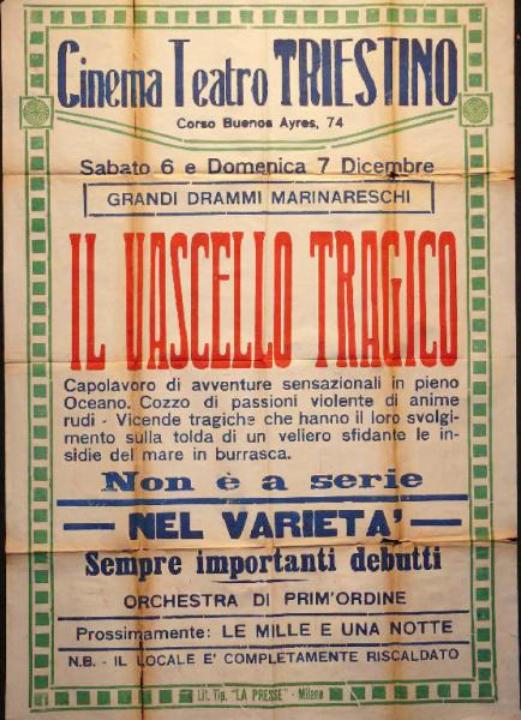 Cinema Teatro TRIESTINO
Corso Buenos Ayres, 74
Sabato 6 e Domenica 7 Dicembre
GRANDI DRAMMI MARINARESCHI
IL VASCELLO TRAGICO
Capolavoro di avventure sensazionali in pieno
Oceano. Cozzo di passioni violente di anime
rudi - Vicende tragiche che hanno il loro svolgi-
mento sulla tolda di un veliero sfidante le in-
sidie del mare in burrasca.
Non è a serie
NEL VARIETA'
Sempre importanti debutti
ORCHESTRA DI PRIM'ORDINE
Prossimamente: LE MILLE E UNA NOTTE
N.B. - IL LOCALE E' COMPLETAMENTE RISCALDATO
Lit. Tip. "LA PRESSE" - Milano